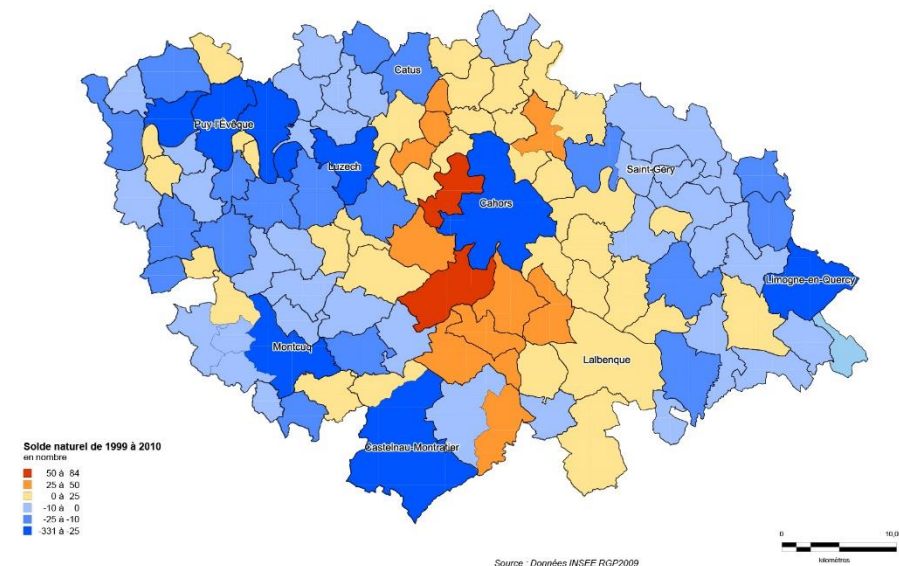 Catus
Puy-l'Évêque
Luzech
Saint-Géry
Cahors
Limogne-en-Quercy
Montcuq
Lalbenque
Castelnau-Montratier
Solde naturel de 1999 à 2010
en nombre
50 à 84
25 à 50
0 à 25
-10 à 0
-25 à -10
-331 à -25
0 10,0
kilomètres
Source : Données INSEE RGP2009